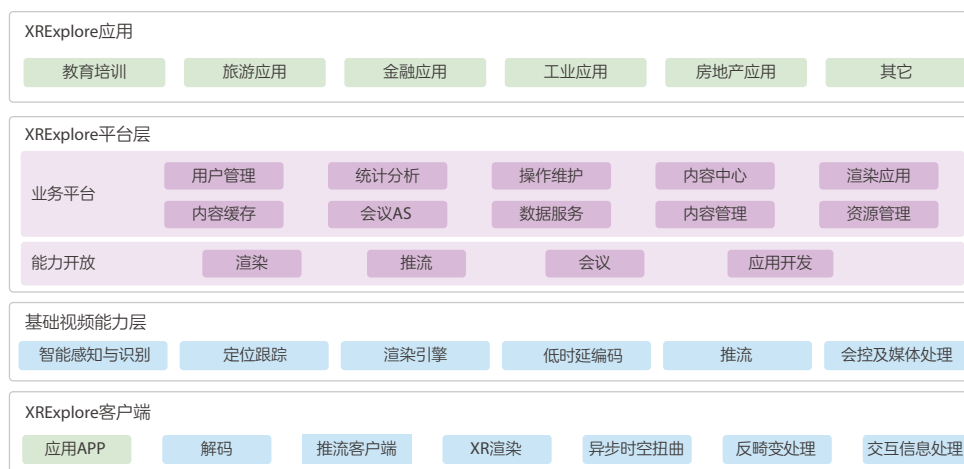 XRExplore应用
教育培训 旅游应用 金融应用 工业应用 房地产应用 其它
XRExplore平台层
业务平台
用户管理 统计分析 操作维护 内容中心 渲染应用
内容缓存 会议AS 数据服务 内容管理 资源管理
能力开放 渲染 推流 会议 应用开发
基础视频能力层
智能感知与识别 定位跟踪 渲染引擎 低时延编码 推流 会控及媒体处理
XRExplore客户端
应用APP 解码 推流客户端 XR渲染 异步时空扭曲 反畸变处理 交互信息处理